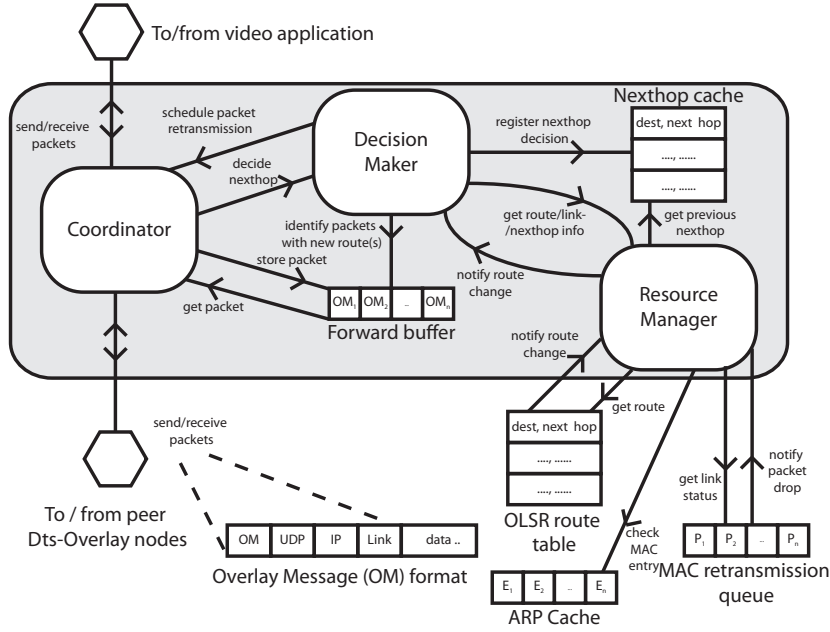 To/from video application
send/receive
packets
schedule packet
retransmission
decide
nexthop
Coordinator
Decision
Maker
register nexthop
decision
Nexthop cache
dest, next hop
...., ......
...., ......
get route/link-
/nexthop info
get previous
nexthop
identify packets
with new route(s)
store packet
get packet
OM1
OM2
..
OMn
Forward buffer
notify route
change
Resource
Manager
notify route
change
get route
dest, next hop
...., ......
...., ......
OLSR route
table
send/receive
packets
To / from peer
Dts-Overlay nodes
OM
UDP
IP
Link
data ..
Overlay Message (OM) format
check
MAC
entry
E1
E2
..
En
ARP Cache
get link
status
notify
packet
drop
P1
P2
..
Pn
MAC retransmission
queue